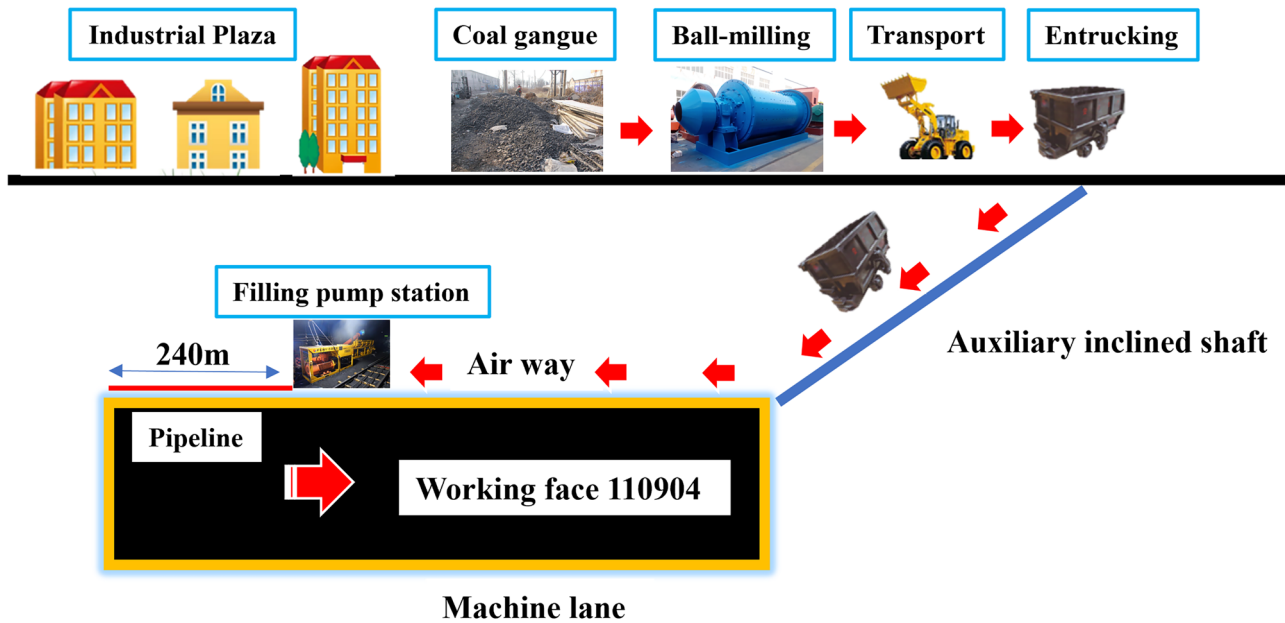 Industrial Plaza
Coal gangue
Ball-milling
Transport
Entrucking
Filling pump station
240m
Air way
Auxiliary inclined shaft
Pipeline
Working face 110904
Machine lane